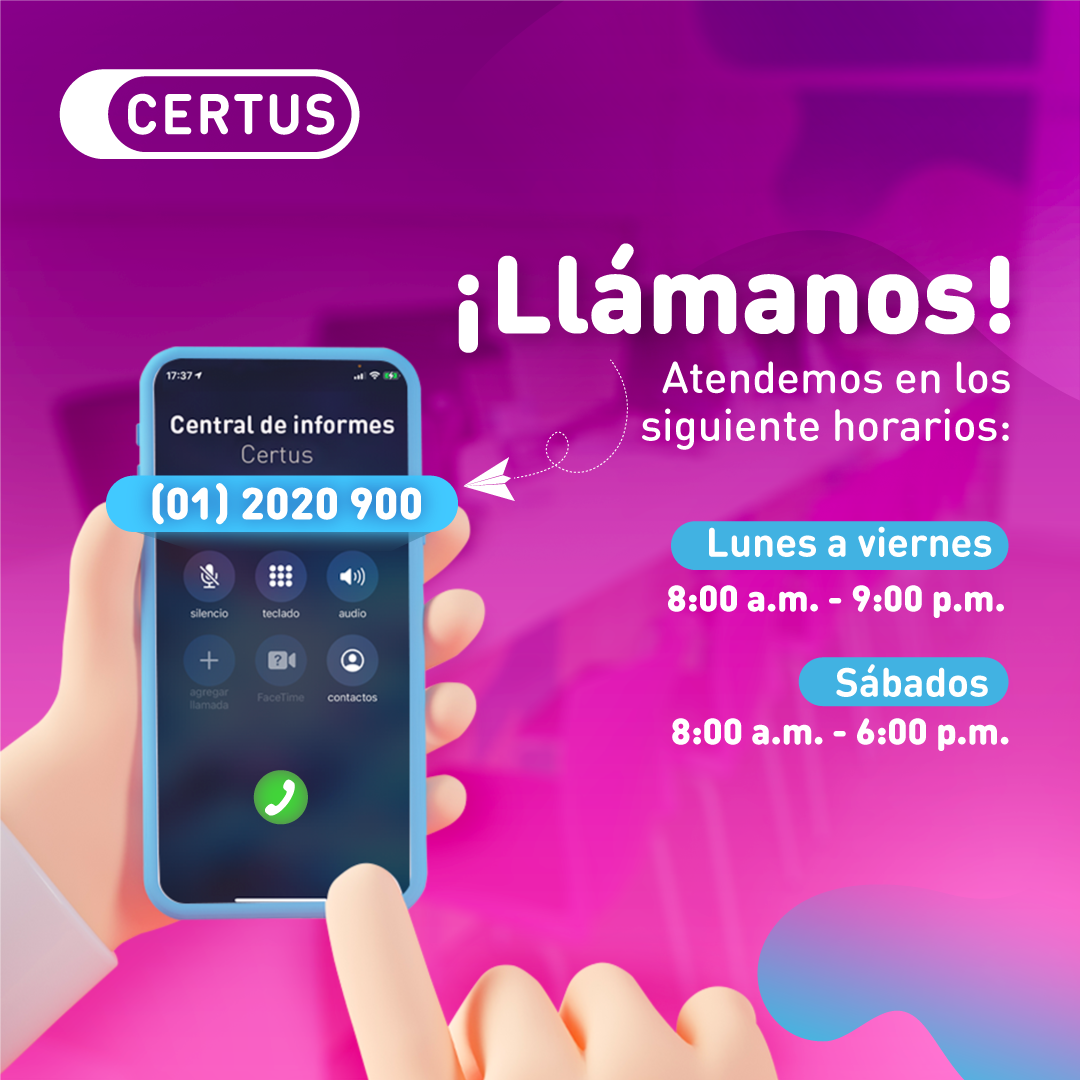 CERTUS
¡Llámanos!
Atendemos en los
siguiente horarios:
17:37
Central de informes
Certus
(01) 2020 900
silencio
teclado
audio
agregar
llamada
FaceTime
contactos
Lunes a viernes
8:00 a.m. - 9:00 p.m.
Sábados
8:00 a.m. - 6:00 p.m.